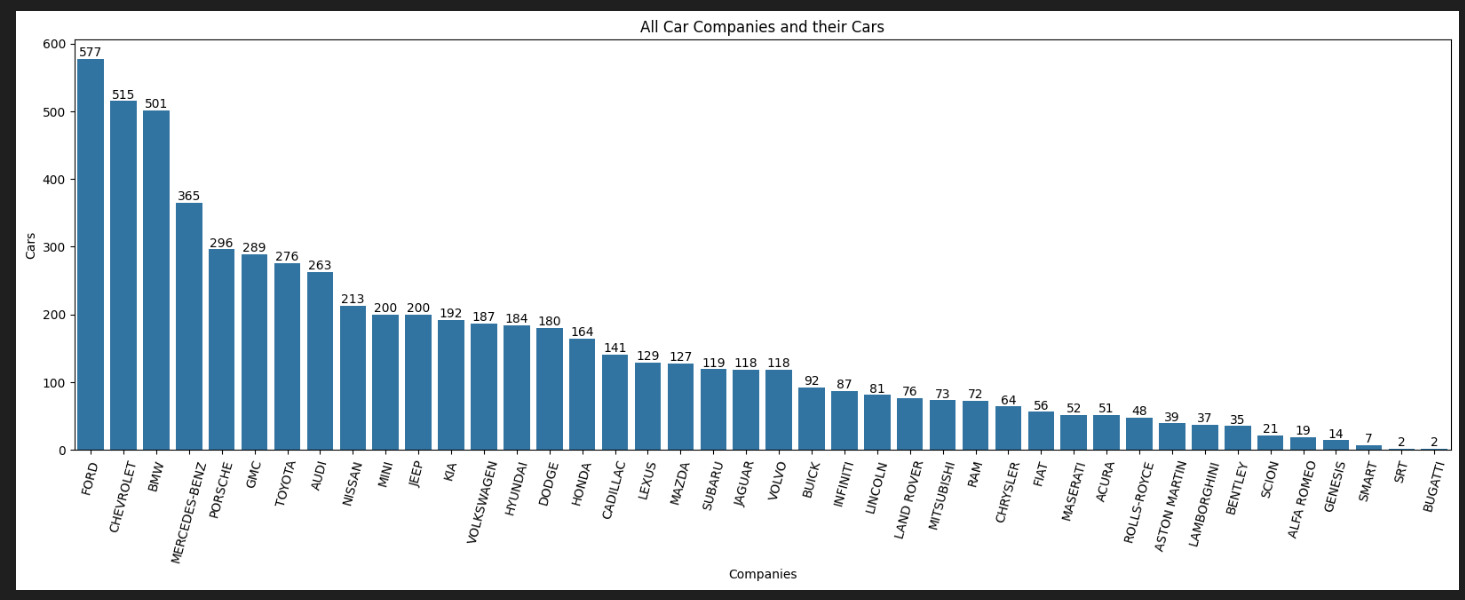 All Car Companies and their Cars
600
500
400
300
200
100
0
Cars
577
515
501
365
296
289
276
263
213
200
200
192
187
184
180
164
141
129
127
119
118
118
92
87
81
76
73
72
64
56
52
51
48
39
37
35
21
19
14
7
2
2
FORD
CHEVROLET
BMW
MERCEDES-BENZ
PORSCHE
GMC
TOYOTA
AUDI
NISSAN
MINI
JEEP
KIA
VOLKSWAGEN
HYUNDAI
DODGE
HONDA
CADILLAC
LEXUS
MAZDA
SUBARU
JAGUAR
VOLVO
BUICK
INFINITI
LINCOLN
LAND ROVER
MITSUBISHI
RAM
CHRYSLER
FIAT
MASERATI
ACURA
ROLLS-ROYCE
ASTON MARTIN
LAMBORGHINI
BENTLEY
SCION
ALFA ROMEO
GENESIS
SMART
SRT
BUGATTI
Companies